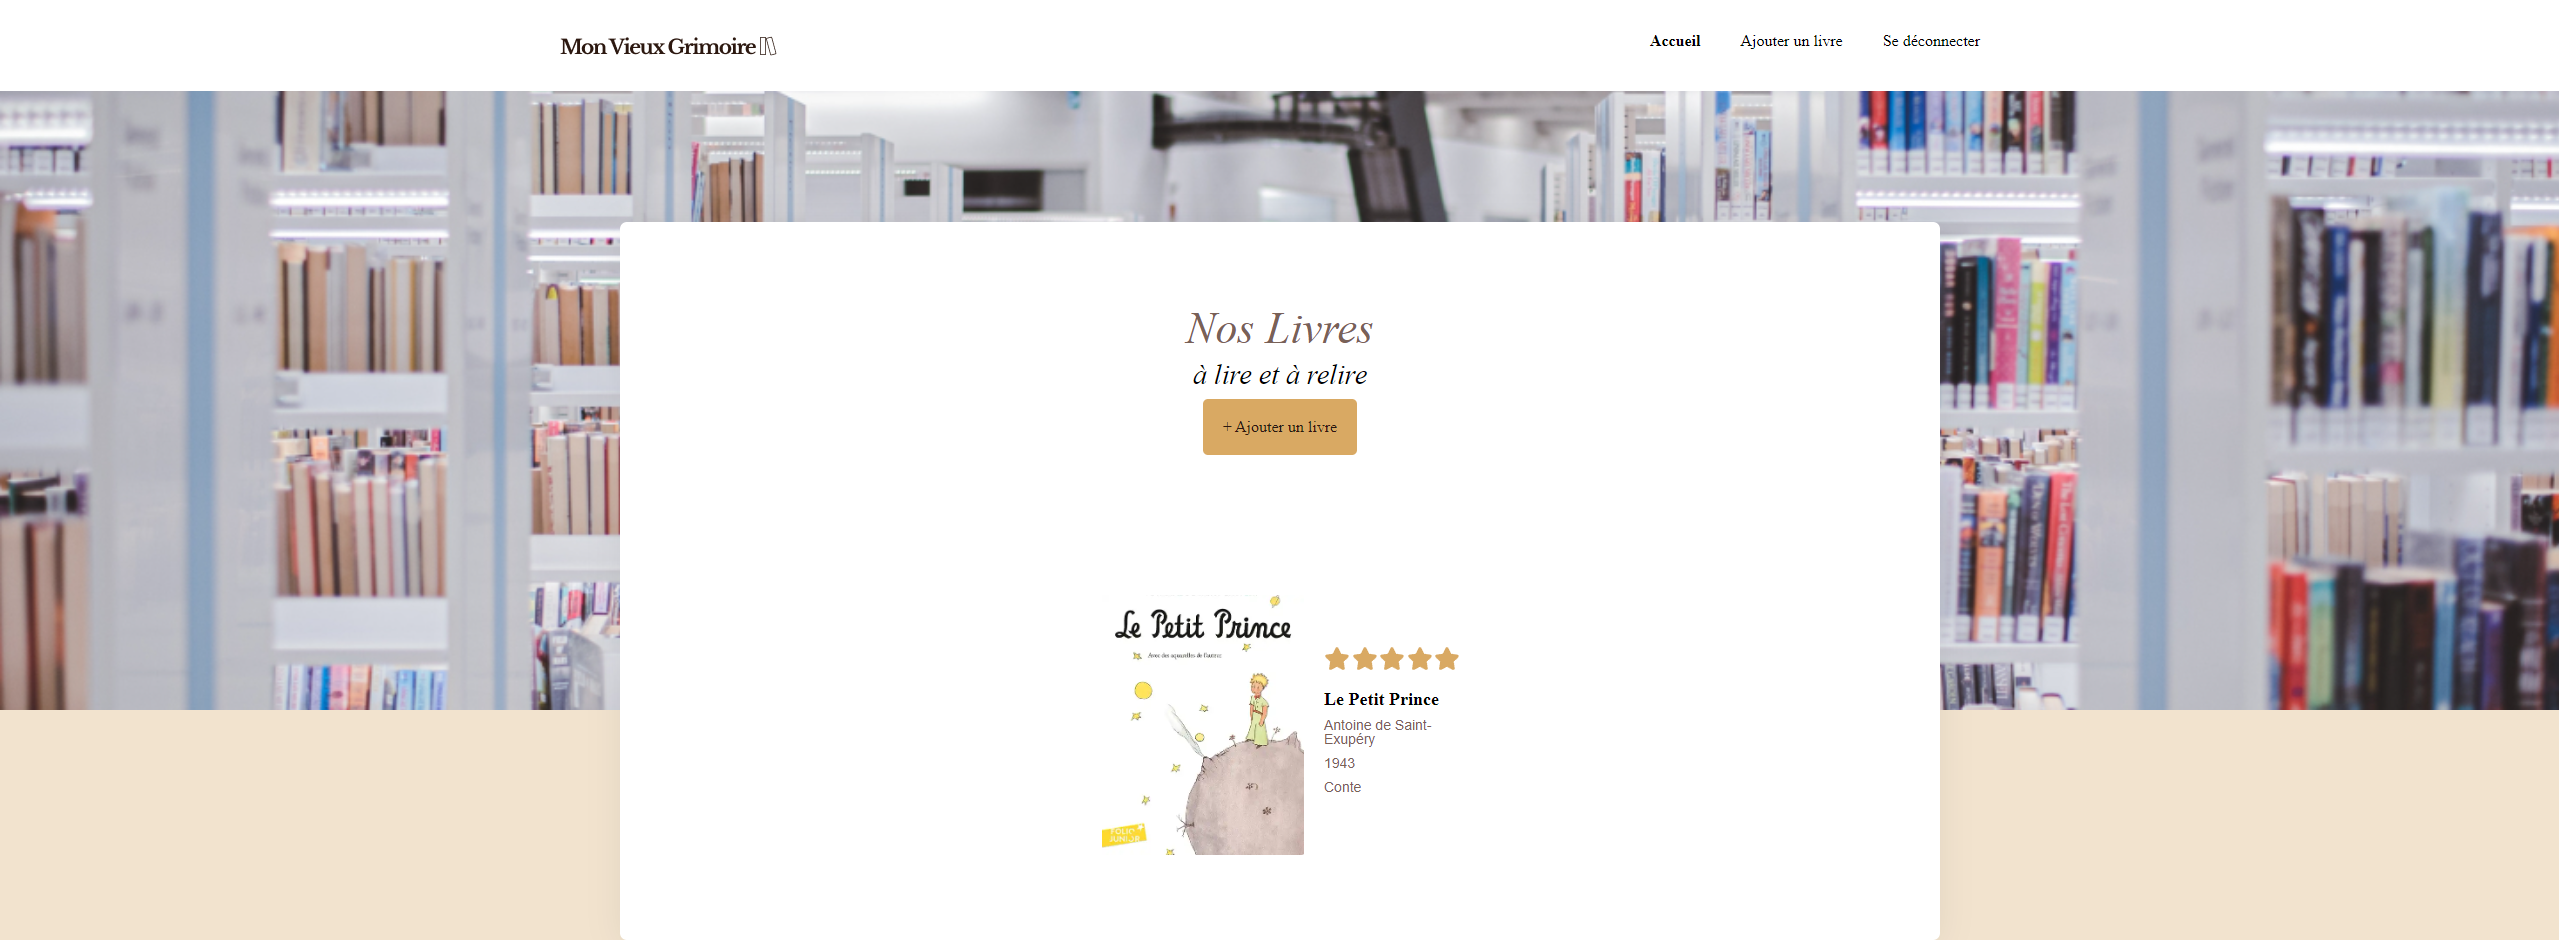 Mon Vieux Grimoire
Accueil
Ajouter un livre
Se déconnecter
Nos Livres
à lire et à relire
+ Ajouter un livre
Le Petit Prince
Avec des aquarelles de l'auteur
FOLIO
JUNIOR
Le Petit Prince
Antoine de Saint-
Exupéry
1943
Conte